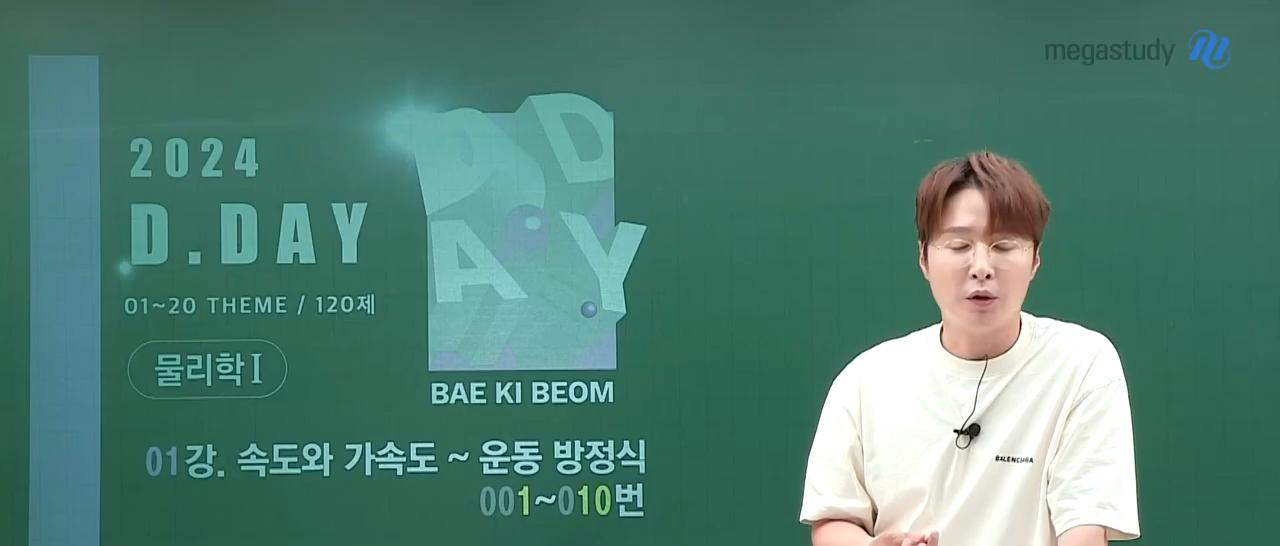 megastudy
2024
D.DAY
01~20 THEME / 120제
물리학 I
D D
A Y
BAE KI BEOM
01강. 속도와 가속도 ~ 운동 방정식
001~010번
BALENCIAGA